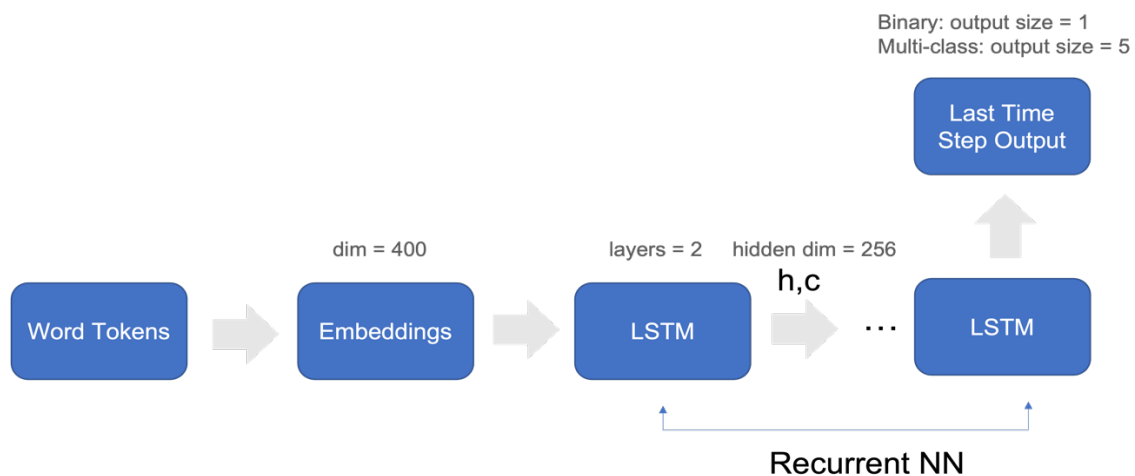 Binary: output size = 1
Multi-class: output size = 5
Last Time
Step Output
dim = 400
layers = 2
hidden dim = 256
h,c
Word Tokens
Embeddings
LSTM
...
LSTM
Recurrent NN